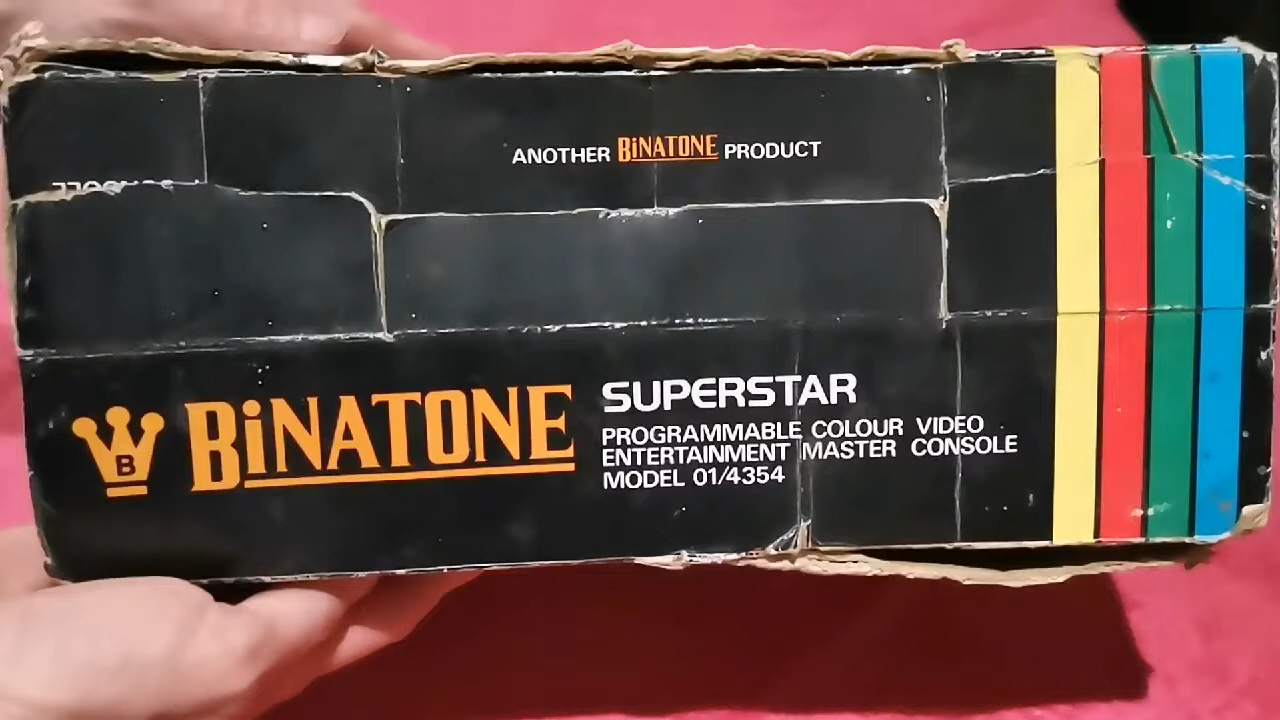 ANOTHER BiNATONE PRODUCT
B
BiNATONE
SUPERSTAR
PROGRAMMABLE COLOUR VIDEO
ENTERTAINMENT MASTER CONSOLE
MODEL 01/4354